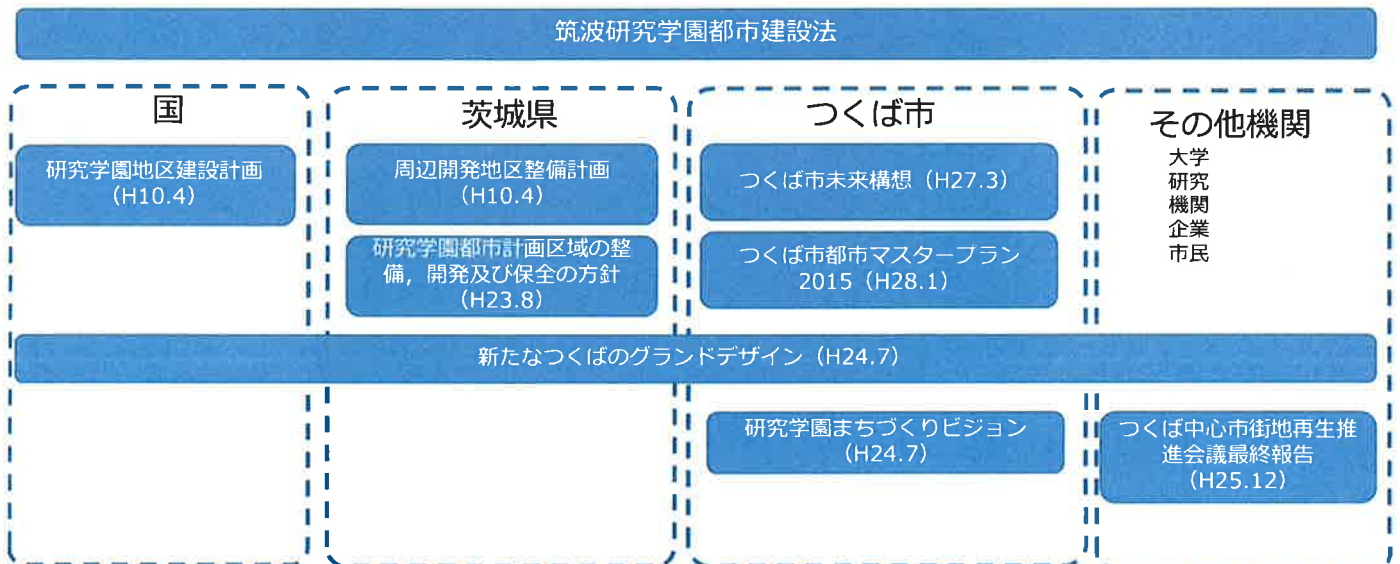 筑波研究学園都市建設法
国
研究学園地区建設計画
(H10.4)
茨城県
周辺開発地区整備計画
(H10.4)
研究学園都市計画区域の整
備，開発及び保全の方針
(H23.8)
つくば市
つくば市未来構想（H27.3）
つくば市都市マスタープラン
2015（H28.1）
その他機関
大学
研究
機関
企業
市民
新たなつくばのグランドデザイン（H24.7）
研究学園まちづくりビジョン
（H24.7）
つくば中心市街地再生推
進会議最終報告
（H25.12）